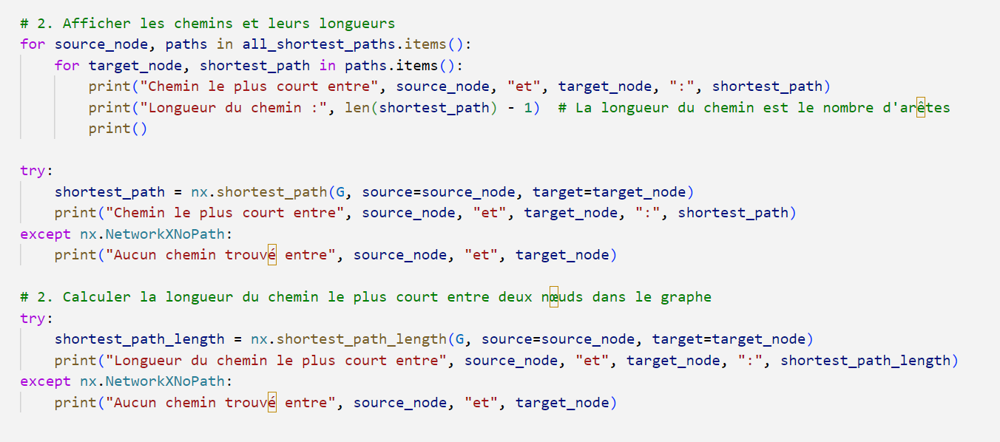 # 2. Afficher les chemins et leurs longueurs
for source_node, paths in all_shortest_paths.items():
    for target_node, shortest_path in paths.items():
        print("Chemin le plus court entre", source_node, "et", target_node, ":", shortest_path)
        print("Longueur du chemin :", len(shortest_path) - 1)  # La longueur du chemin est le nombre d'arêtes
        print()

try:
    shortest_path = nx.shortest_path(G, source=source_node, target=target_node)
    print("Chemin le plus court entre", source_node, "et", target_node, ":", shortest_path)
except nx.NetworkXNoPath:
    print("Aucun chemin trouvé entre", source_node, "et", target_node)

# 2. Calculer la longueur du chemin le plus court entre deux nœuds dans le graphe
try:
    shortest_path_length = nx.shortest_path_length(G, source=source_node, target=target_node)
    print("Longueur du chemin le plus court entre", source_node, "et", target_node, ":", shortest_path_length)
except nx.NetworkXNoPath:
    print("Aucun chemin trouvé entre", source_node, "et", target_node)